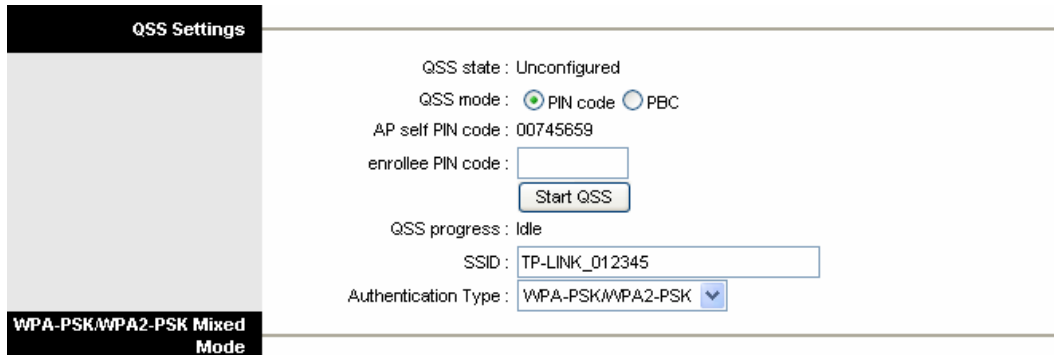 QSS Settings
QSS state : Unconfigured
QSS mode : PIN code PBC
AP self PIN code : 00745659
enrollee PIN code :
Start QSS
QSS progress : Idle
SSID : TP-LINK_012345
Authentication Type : WPA-PSK/WPA2-PSK
WPA-PSK/WPA2-PSK Mixed
Mode